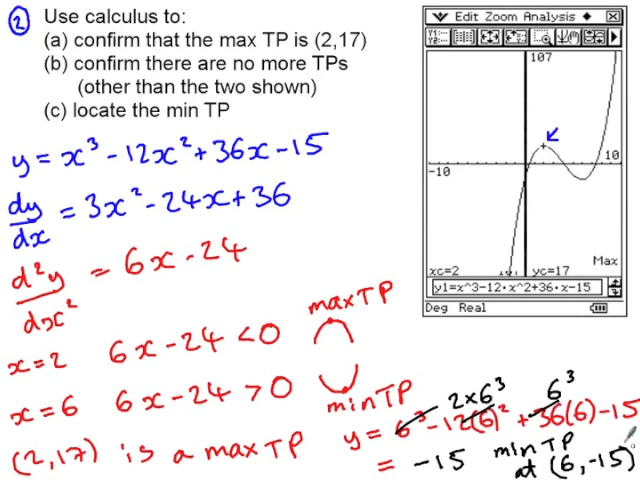 ② Use calculus to:
(a) confirm that the max TP is (2,17)
(b) confirm there are no more TPs
(other than the two shown)
(c) locate the min TP
y = x³ - 12x² + 36x - 15
dy/dx = 3x² - 24x + 36
d²y/dx² = 6x - 24
x = 2 6x - 24 < 0 max TP
x = 6 6x - 24 > 0 min TP
(2,17) is a max TP
2×6³ 6³
y = 6³ - 12(6)² + 36(6) - 15
= -15 min TP at (6, -15)
Edit Zoom Analysis
Y1:
Y2:
107
-10 10
Max
xc=2 yc=17
y1=x^3-12·x^2+36·x-15
Deg Real